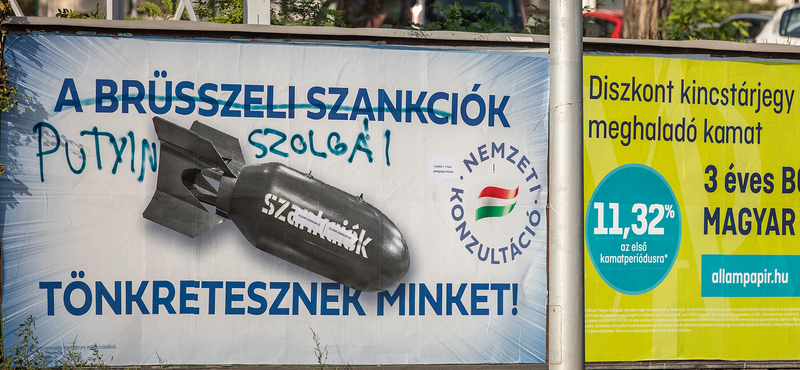 A BRÜSSZELI SZANKCIÓK
PUTYIN SZOLGÁI
szankciók
NEMZETI
KONZULTÁCIÓ
TÖNKRETESZNEK MINKET!
Diszkont kincstárjegy
meghaladó kamat
3 éves B
MAGYAR
11,32%
az első
kamatperiódusra*
allampapir.hu